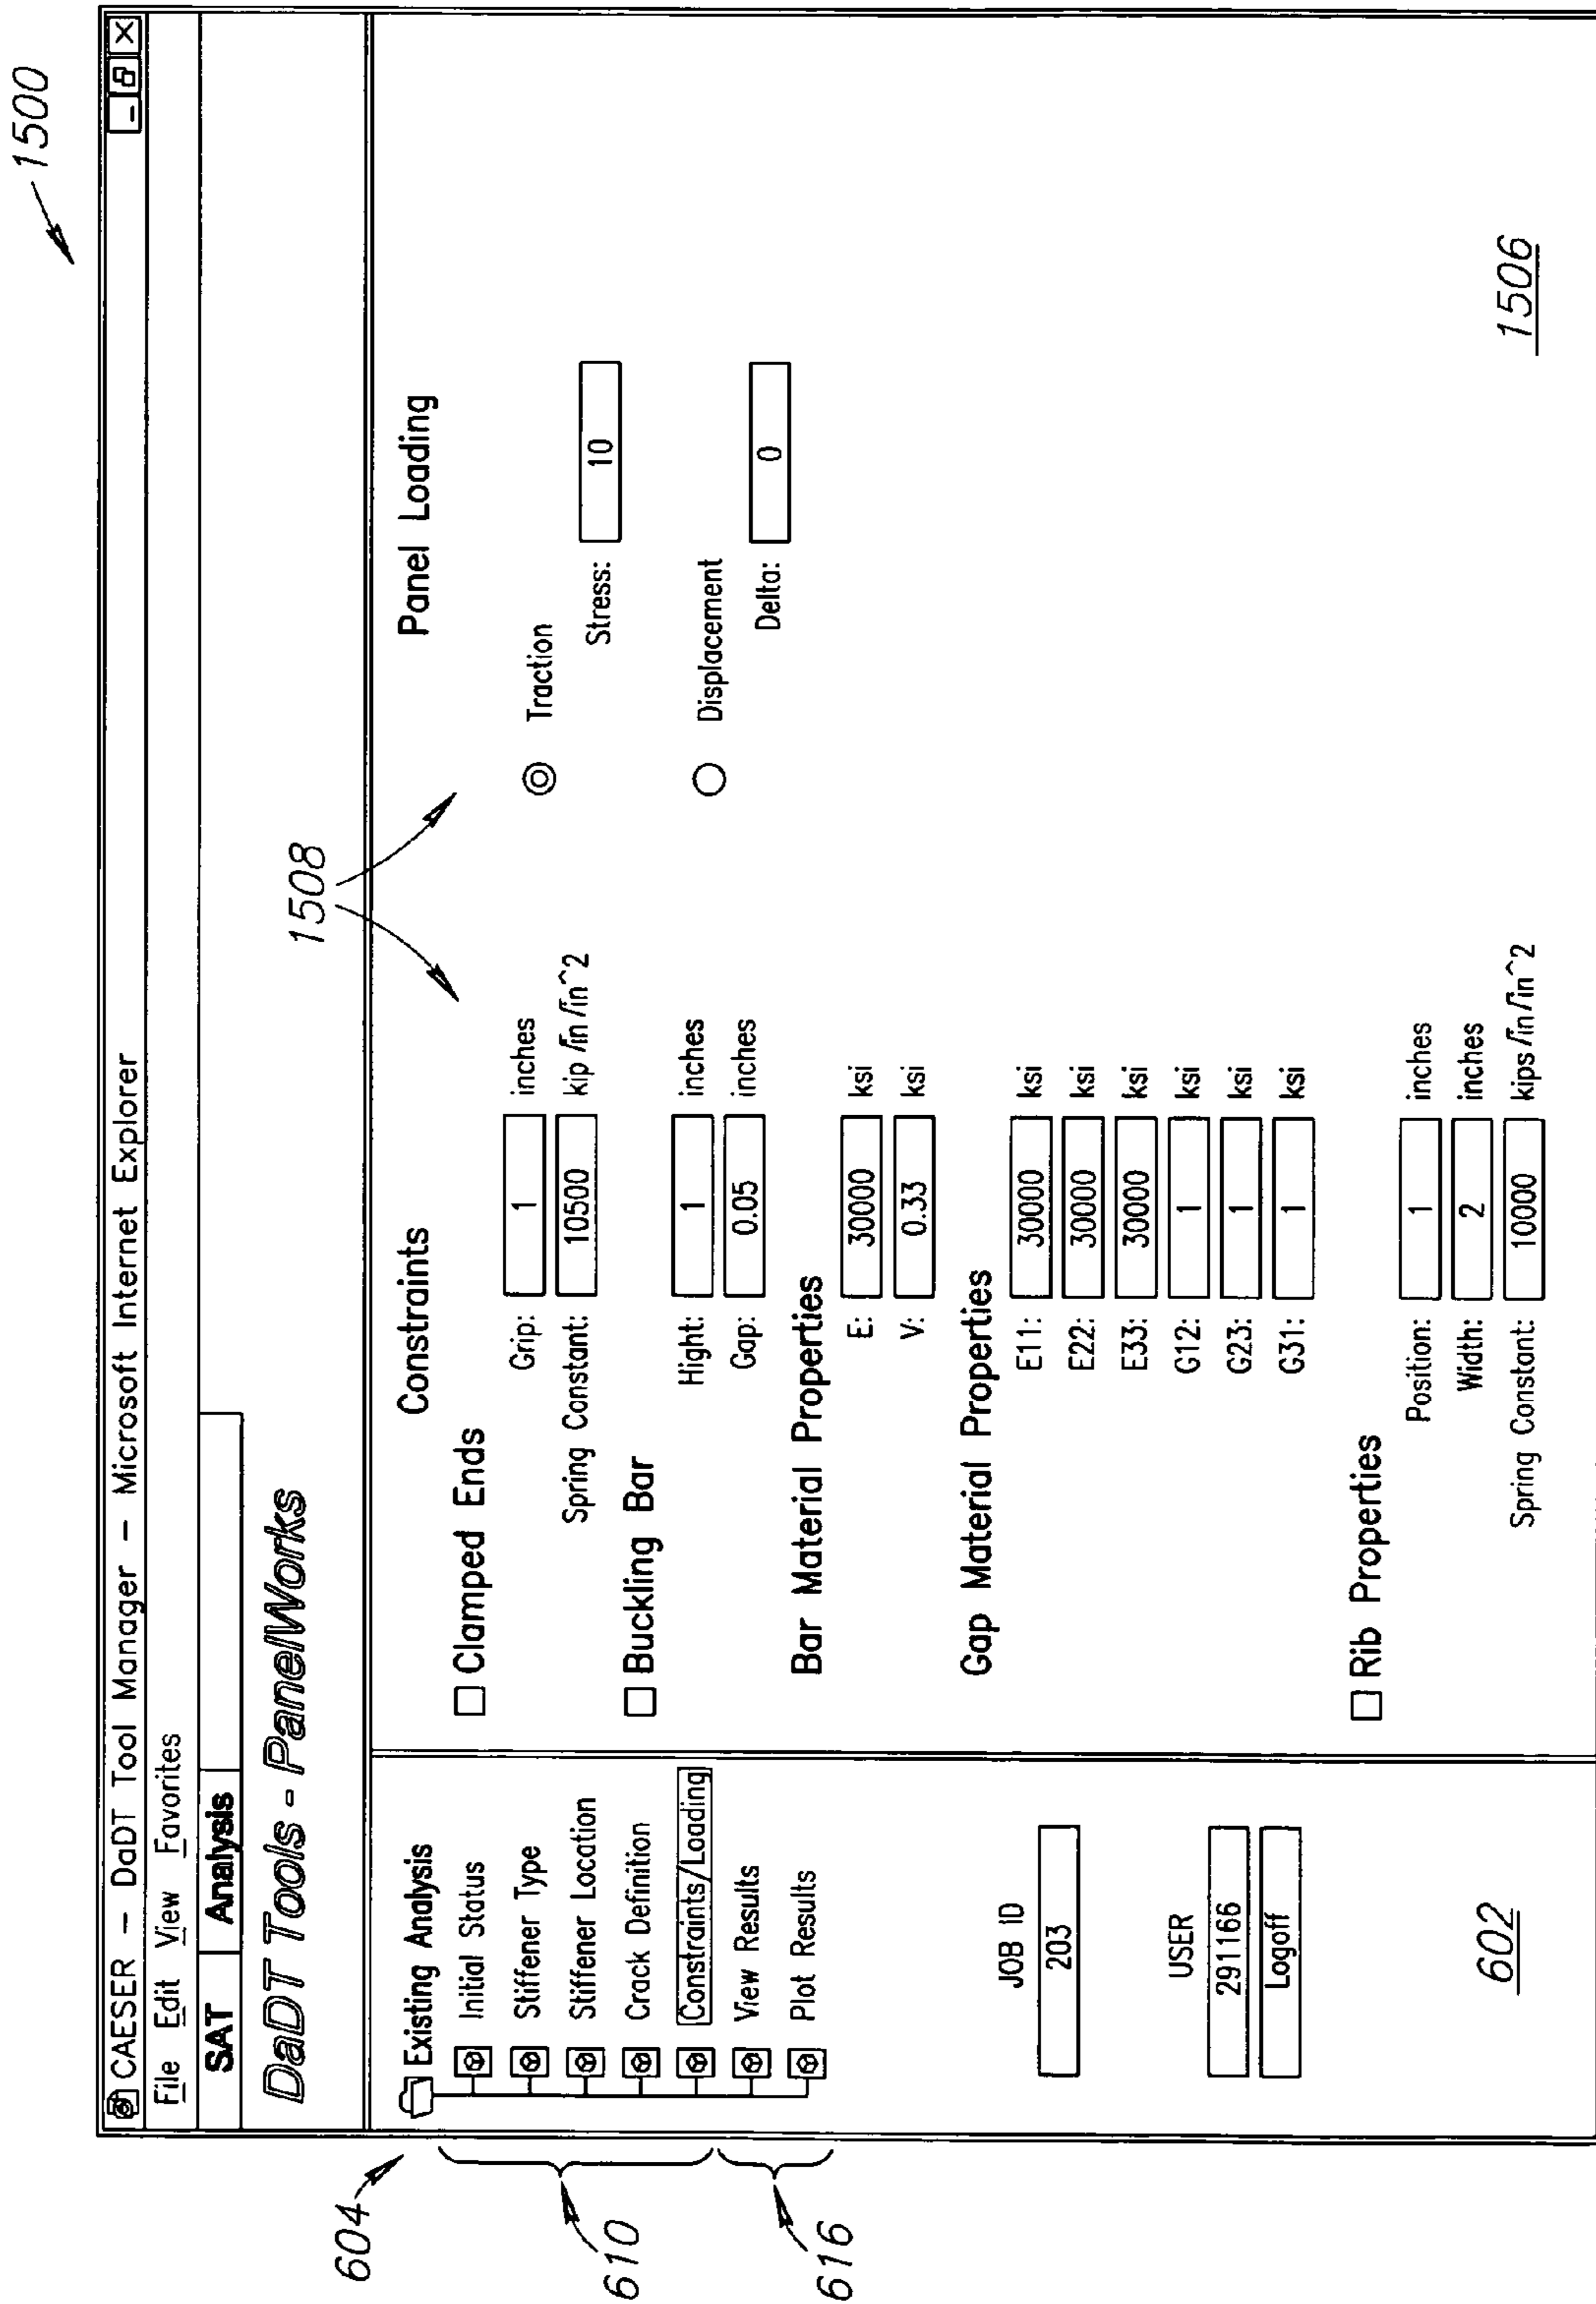 1500
CAESER – DaDT Tool Manager – Microsoft Internet Explorer
File Edit View Favorites
SAT Analysis
DaDT Tools - PanelWorks
1508
604
610
616
Existing Analysis
Initial Status
Stiffener Type
Stiffener Location
Crack Definition
Constraints/Loading
View Results
Plot Results
JOB ID
203
USER
291166
Logoff
602
Constraints
Clamped Ends
Grip: 1 inches
Spring Constant: 10500 kip/in/in^2
Buckling Bar
Hight: 1 inches
Gap: 0.05 inches
Bar Material Properties
E: 30000 ksi
V: 0.33 ksi
Gap Material Properties
E11: 30000 ksi
E22: 30000 ksi
E33: 30000 ksi
G12: 1 ksi
G23: 1 ksi
G31: 1 ksi
Rib Properties
Position: 1 inches
Width: 2 inches
Spring Constant: 10000 kips/in/in^2
Panel Loading
Traction
Stress: 10
Displacement
Delta: 0
1506